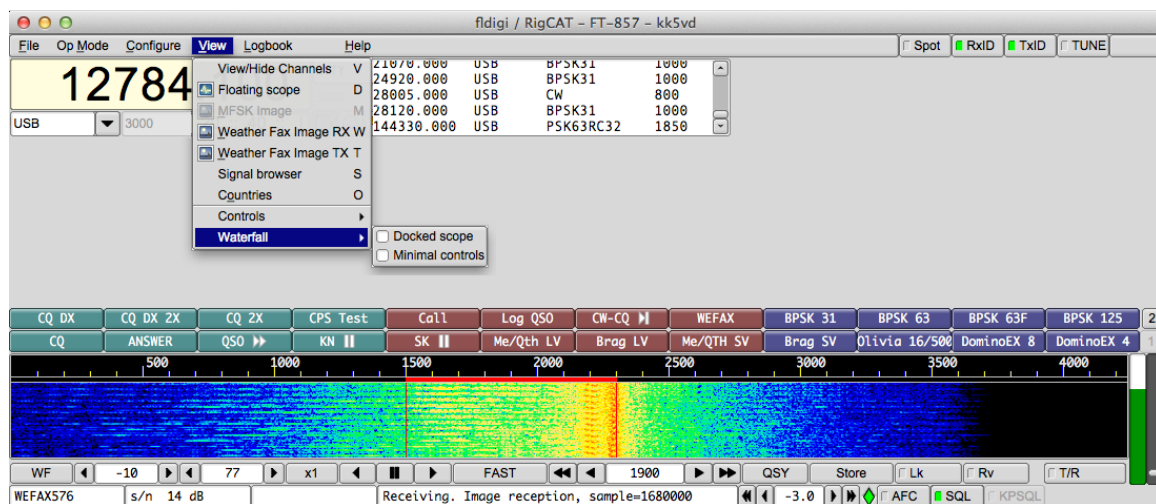 fldigi / RigCAT - FT-857 - kk5vd
File Op Mode Configure View Logbook Help Spot RxID TxID TUNE
12784
USB 3000
View/Hide Channels V
Floating scope D
MFSK Image M
Weather Fax Image RX W
Weather Fax Image TX T
Signal browser S
Countries O
Controls
Waterfall
Docked scope
Minimal controls
21070.000 USB BPSK31 1000
24920.000 USB BPSK31 1000
28005.000 USB CW 800
28120.000 USB BPSK31 1000
144330.000 USB PSK63RC32 1850
CQ DX CQ DX 2X CQ 2X CPS Test Call Log QSO CW-CQ WEFAX BPSK 31 BPSK 63 BPSK 63F BPSK 125 2
CQ ANSWER QSO KN SK Me/Qth LV Brag LV Me/QTH SV Brag SV Olivia 16/500 DominoEX 8 DominoEX 4 1
500 1000 1500 2000 2500 3000 3500 4000
WF -10 77 x1 FAST 1900 QSY Store Lk Rv T/R
WEFAX576 s/n 14 dB Receiving. Image reception, sample=1680000 -3.0 AFC SQL KPSQL